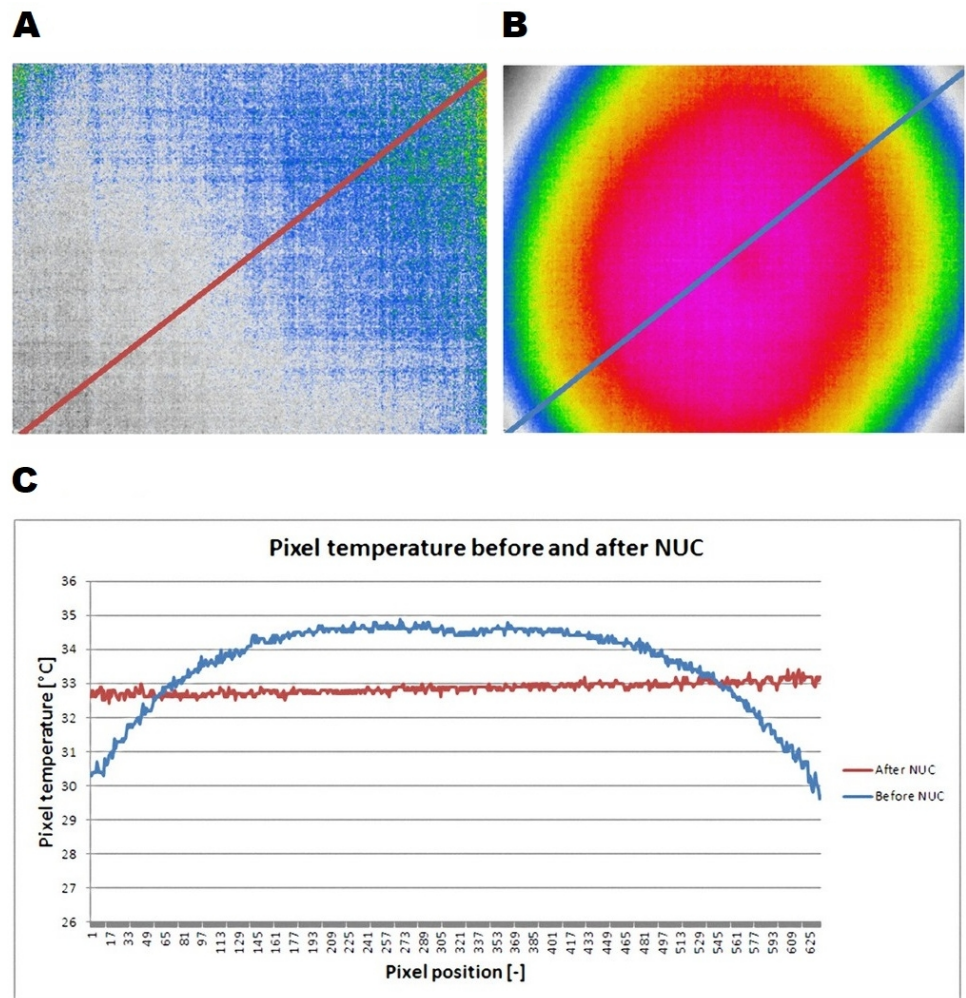 A
B
C
Pixel temperature before and after NUC
36
35
34
33
32
31
30
29
28
27
26
Pixel temperature [°C]
After NUC
Before NUC
1 17 33 49 65 81 97 113 129 145 161 177 193 209 225 241 257 273 289 305 321 337 353 369 385 401 417 433 449 465 481 497 513 529 545 561 577 593 609 625
Pixel position [-]